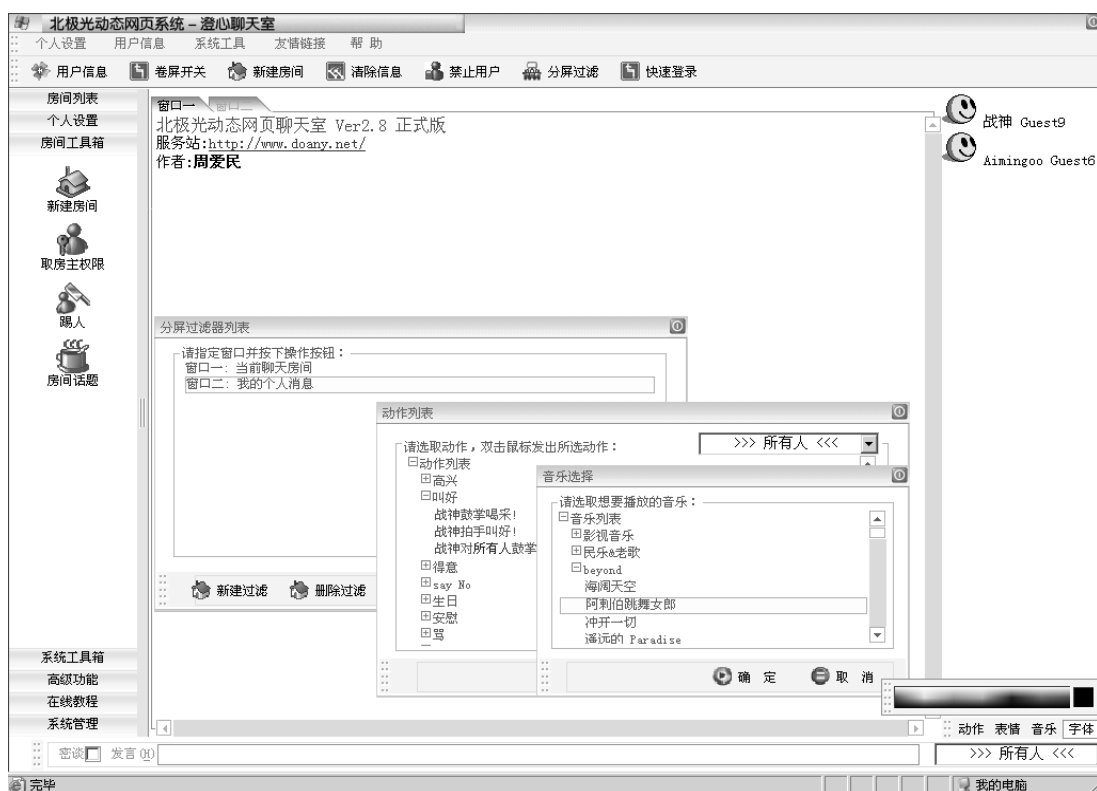 北极光动态网页系统 – 澄心聊天室
个人设置 用户信息 系统工具 友情链接 帮 助
用户信息 卷屏开关 新建房间 清除信息 禁止用户 分屏过滤 快速登录
房间列表
个人设置
房间工具箱
新建房间
取房主权限
踢人
房间话题
系统工具箱
高级功能
在线教程
系统管理
窗口一 窗口二
北极光动态网页聊天室 Ver2.8 正式版
服务站:http://www.doany.net/
作者:周爱民
战神 Guest9
Aimingoo Guest6
分屏过滤器列表
请指定窗口并按下操作按钮：
窗口一: 当前聊天房间
窗口二: 我的个人消息
新建过滤 删除过滤
动作列表
请选取动作，双击鼠标发出所选动作：
>>> 所有人 <<<
动作列表
高兴
叫好
战神鼓掌喝采!
战神拍手叫好!
战神对所有人鼓掌
得意
say No
生日
安慰
骂
音乐选择
请选取想要播放的音乐：
音乐列表
影视音乐
民乐&老歌
beyond
海阔天空
阿刺伯跳舞女郎
冲开一切
遥远的 Paradise
确 定 取 消
动作 表情 音乐 字体
密谈 发言(H)
>>> 所有人 <<<
完毕
我的电脑